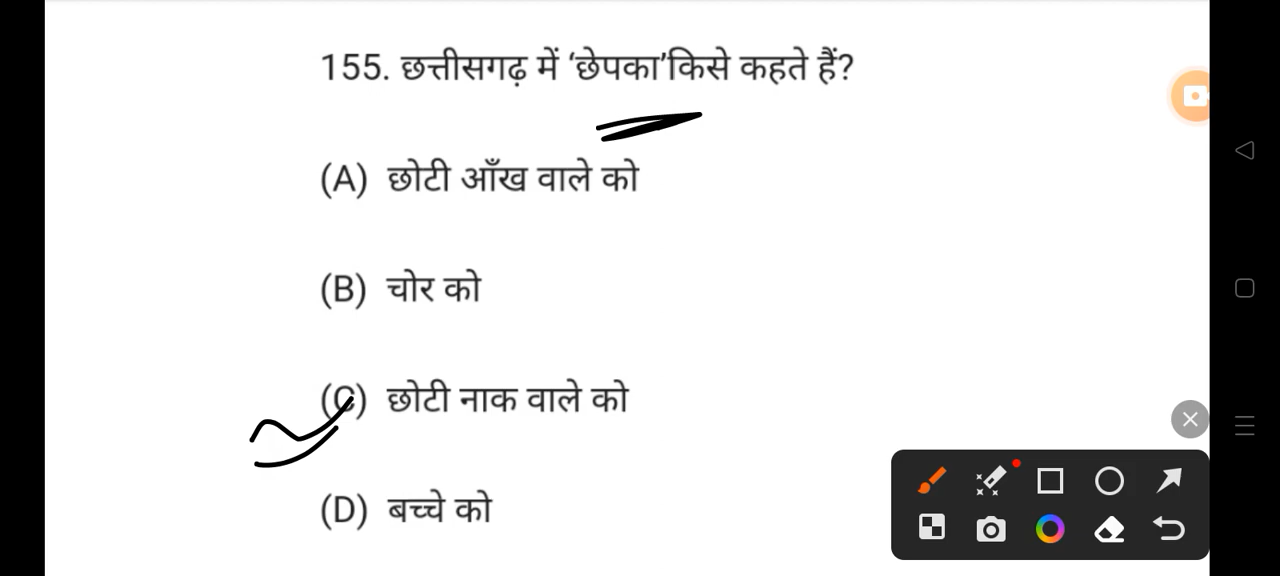 155. छत्तीसगढ़ में ‘छेपका’किसे कहते हैं?
(A) छोटी आँख वाले को
(B) चोर को
(C) छोटी नाक वाले को
(D) बच्चे को